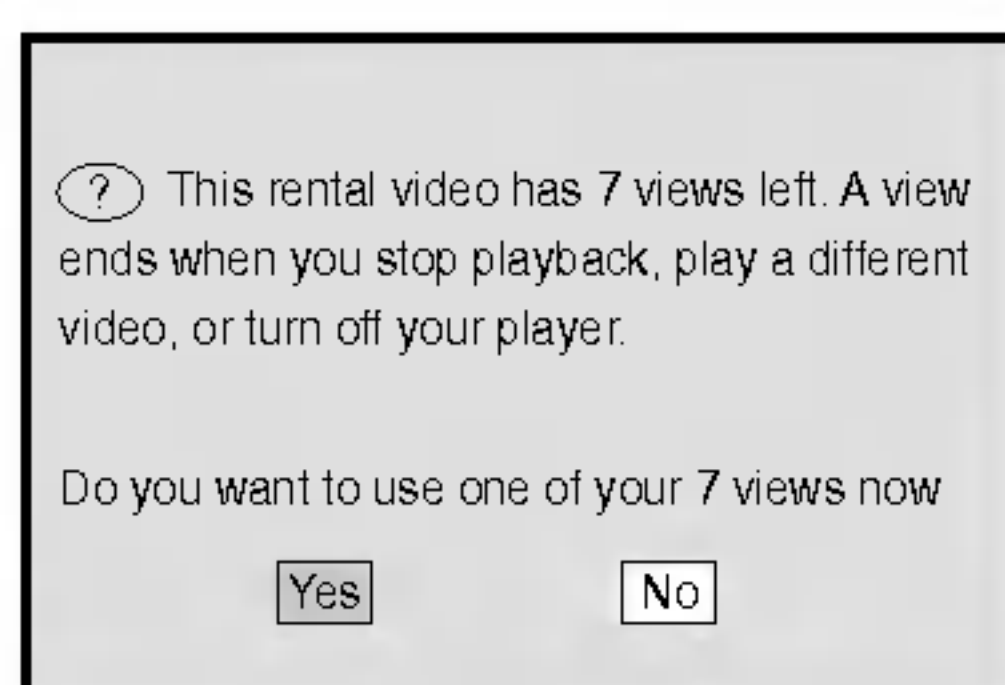 ? This rental video has 7 views left. A view
ends when you stop playback, play a different
video, or turn off your player.
Do you want to use one of your 7 views now
Yes No